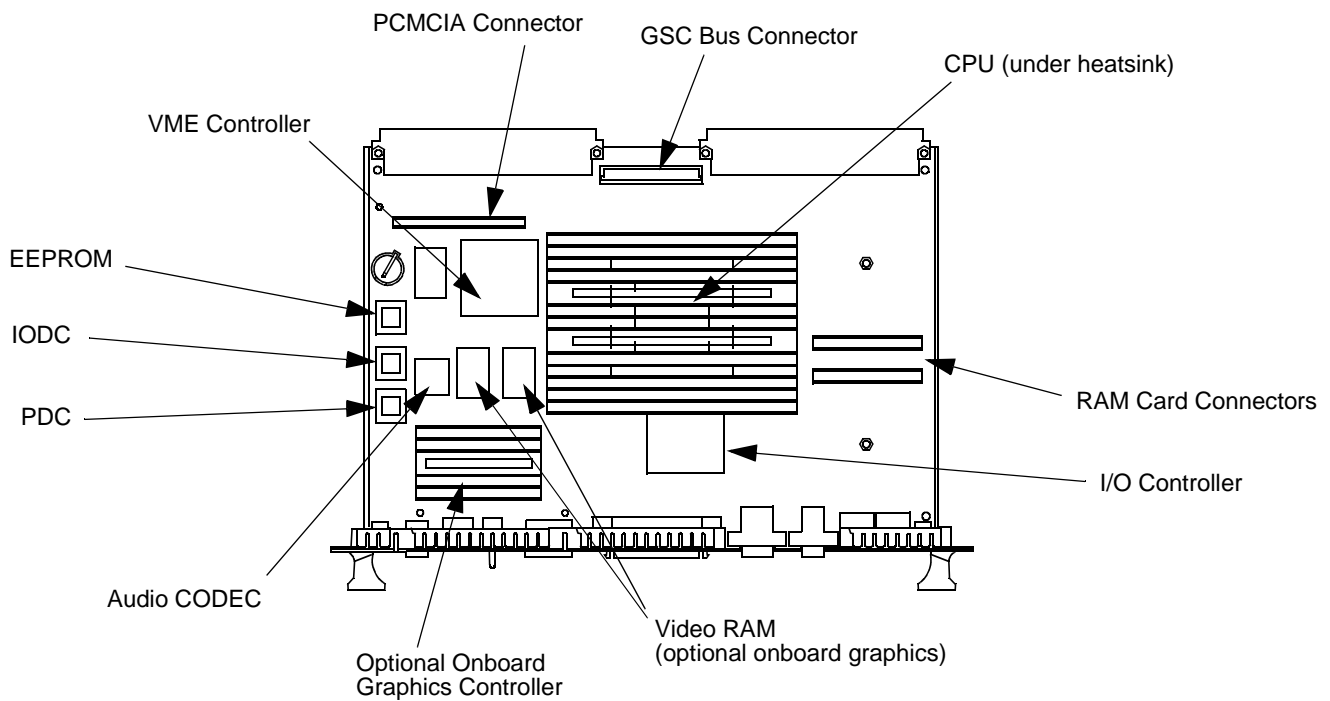 PCMCIA Connector
GSC Bus Connector
CPU (under heatsink)
VME Controller
EEPROM
IODC
PDC
RAM Card Connectors
I/O Controller
Audio CODEC
Video RAM
(optional onboard graphics)
Optional Onboard
Graphics Controller